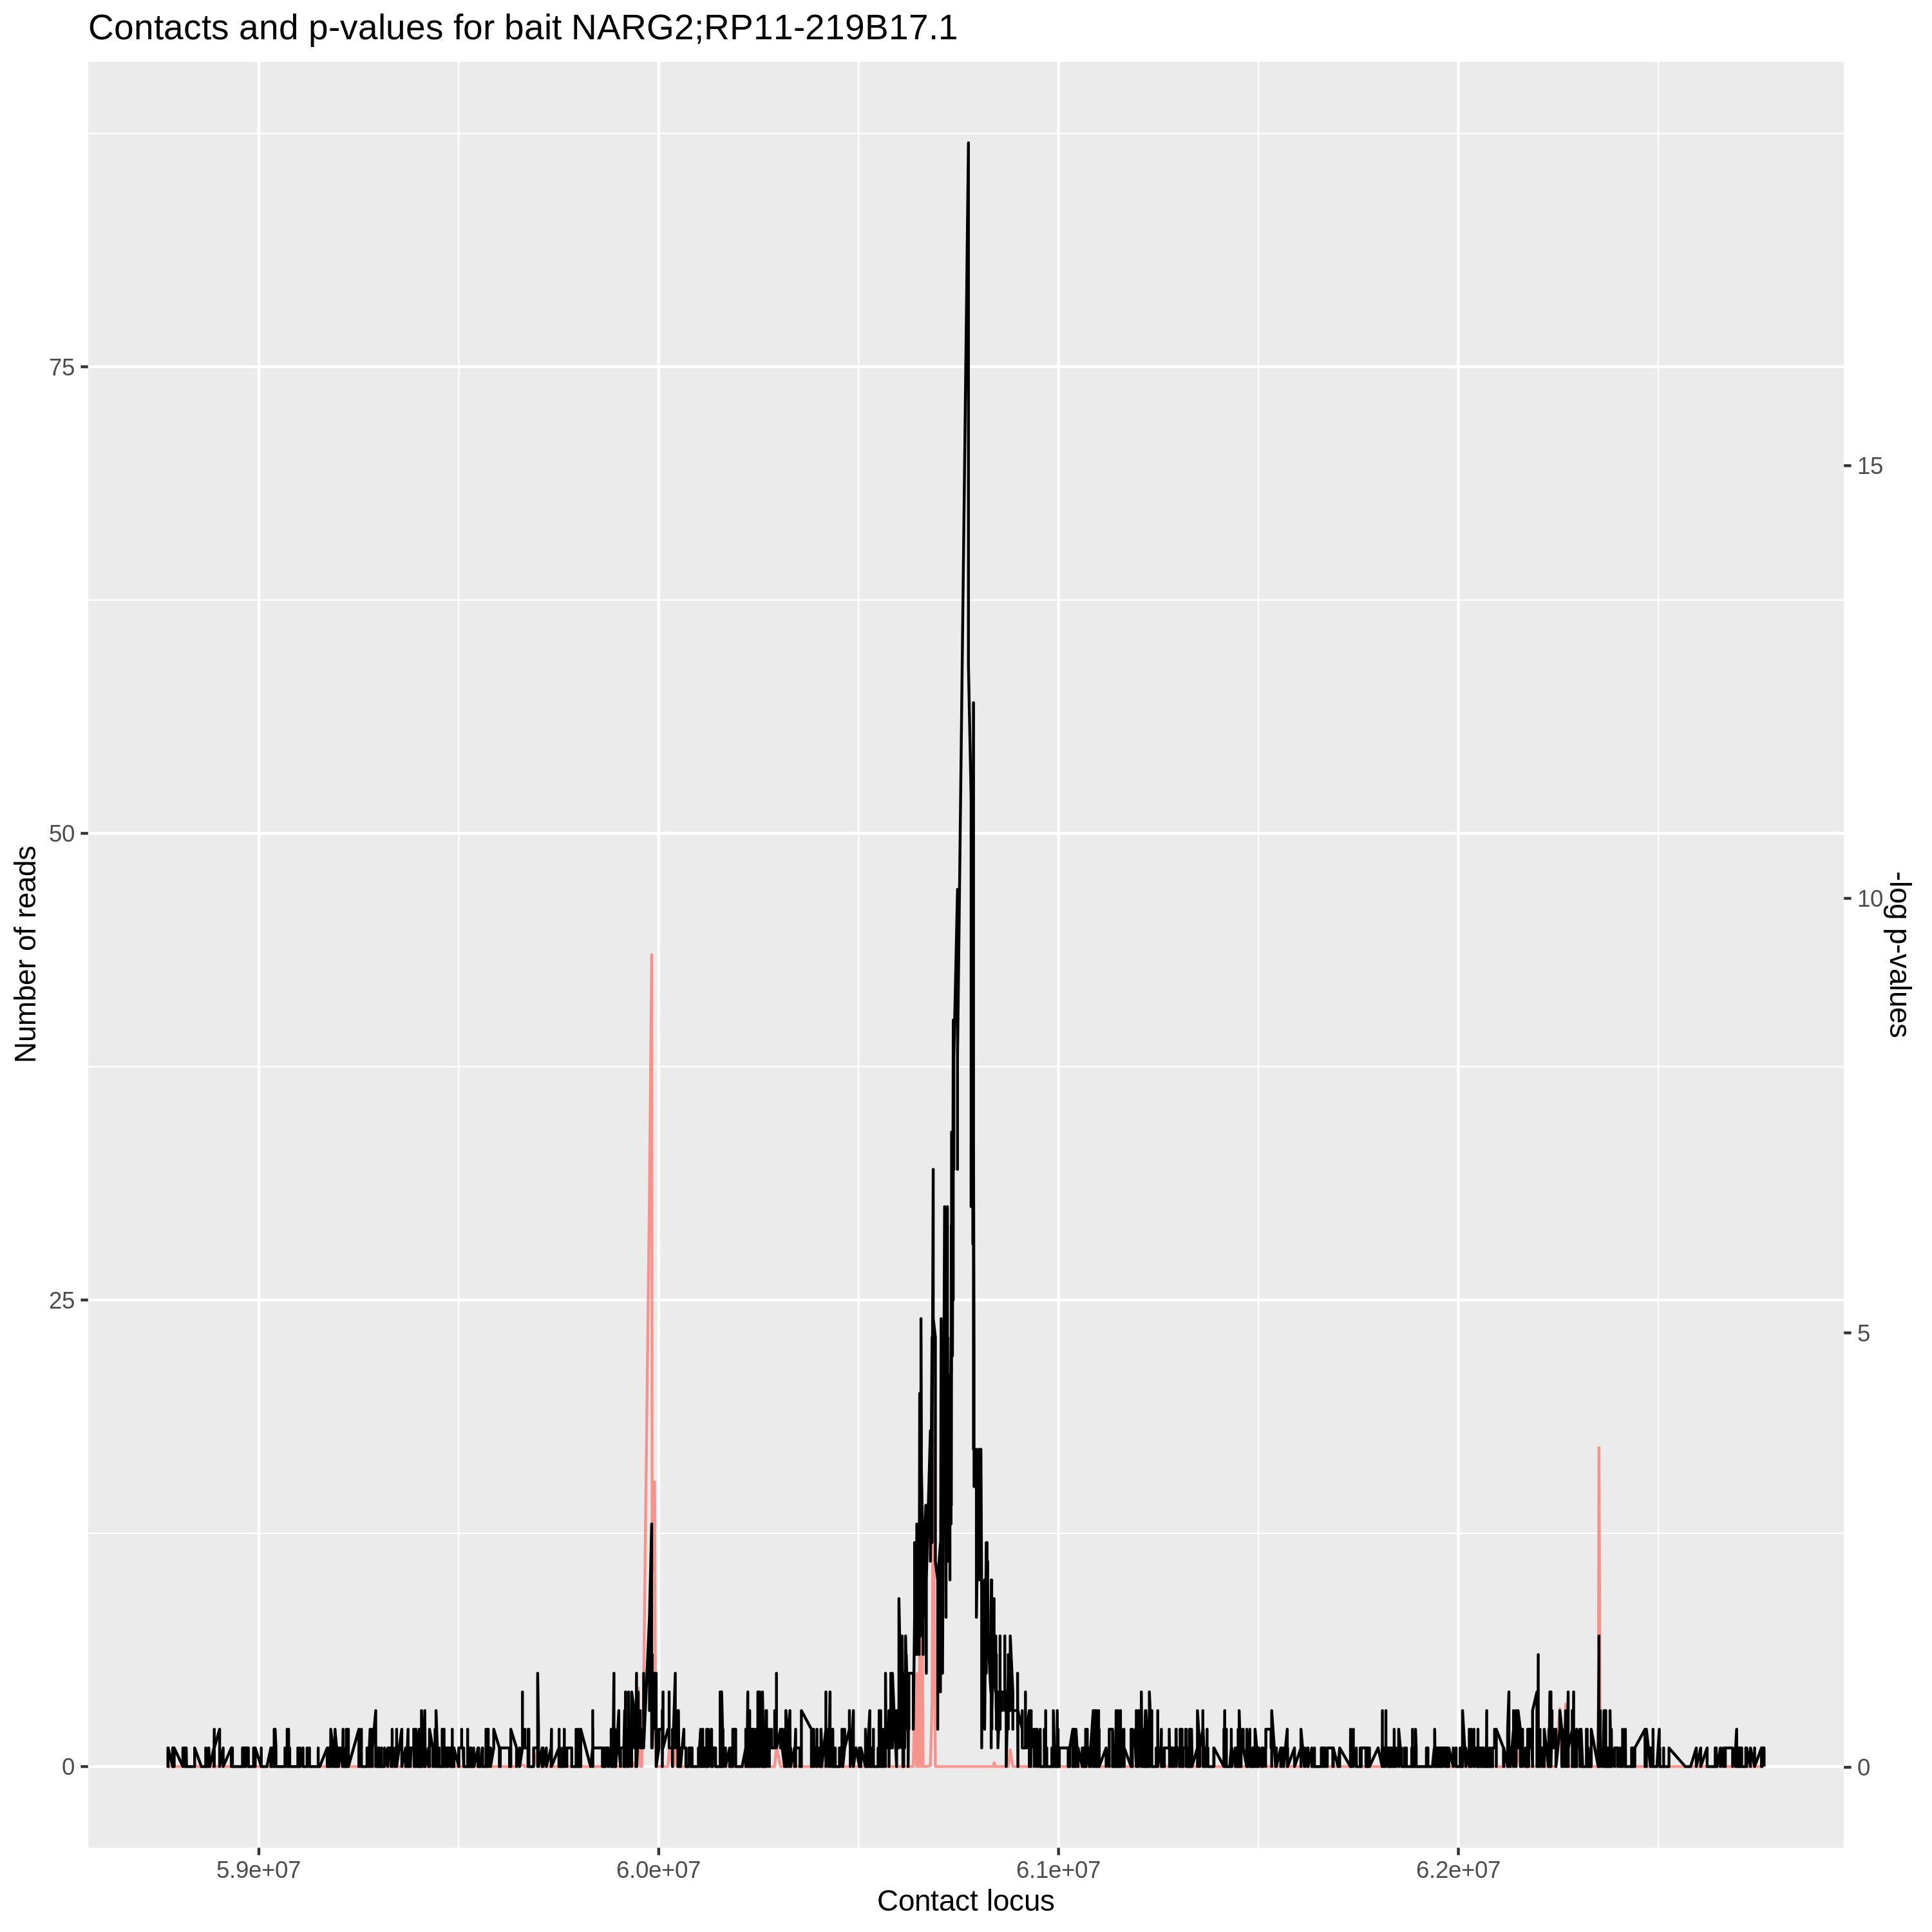 Contacts and p-values for bait NARG2;RP11-219B17.1
75
50
25
0
Number of reads
15
10
5
0
-log p-values
5.9e+07
6.0e+07
6.1e+07
6.2e+07
Contact locus